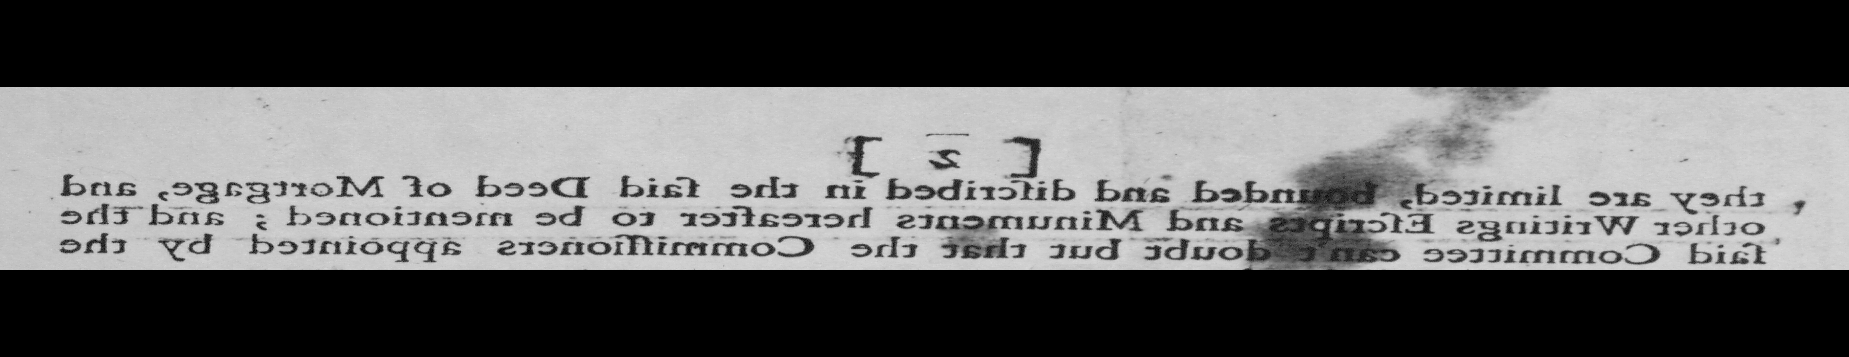 [ 2 ]
they are limited, bounded and diſcribed in the ſaid Deed of Mortgage, and
other Writings Eſcripts and Minuments hereafter to be mentioned ; and the
ſaid Committee can't doubt but that the Commiſſioners appointed by the